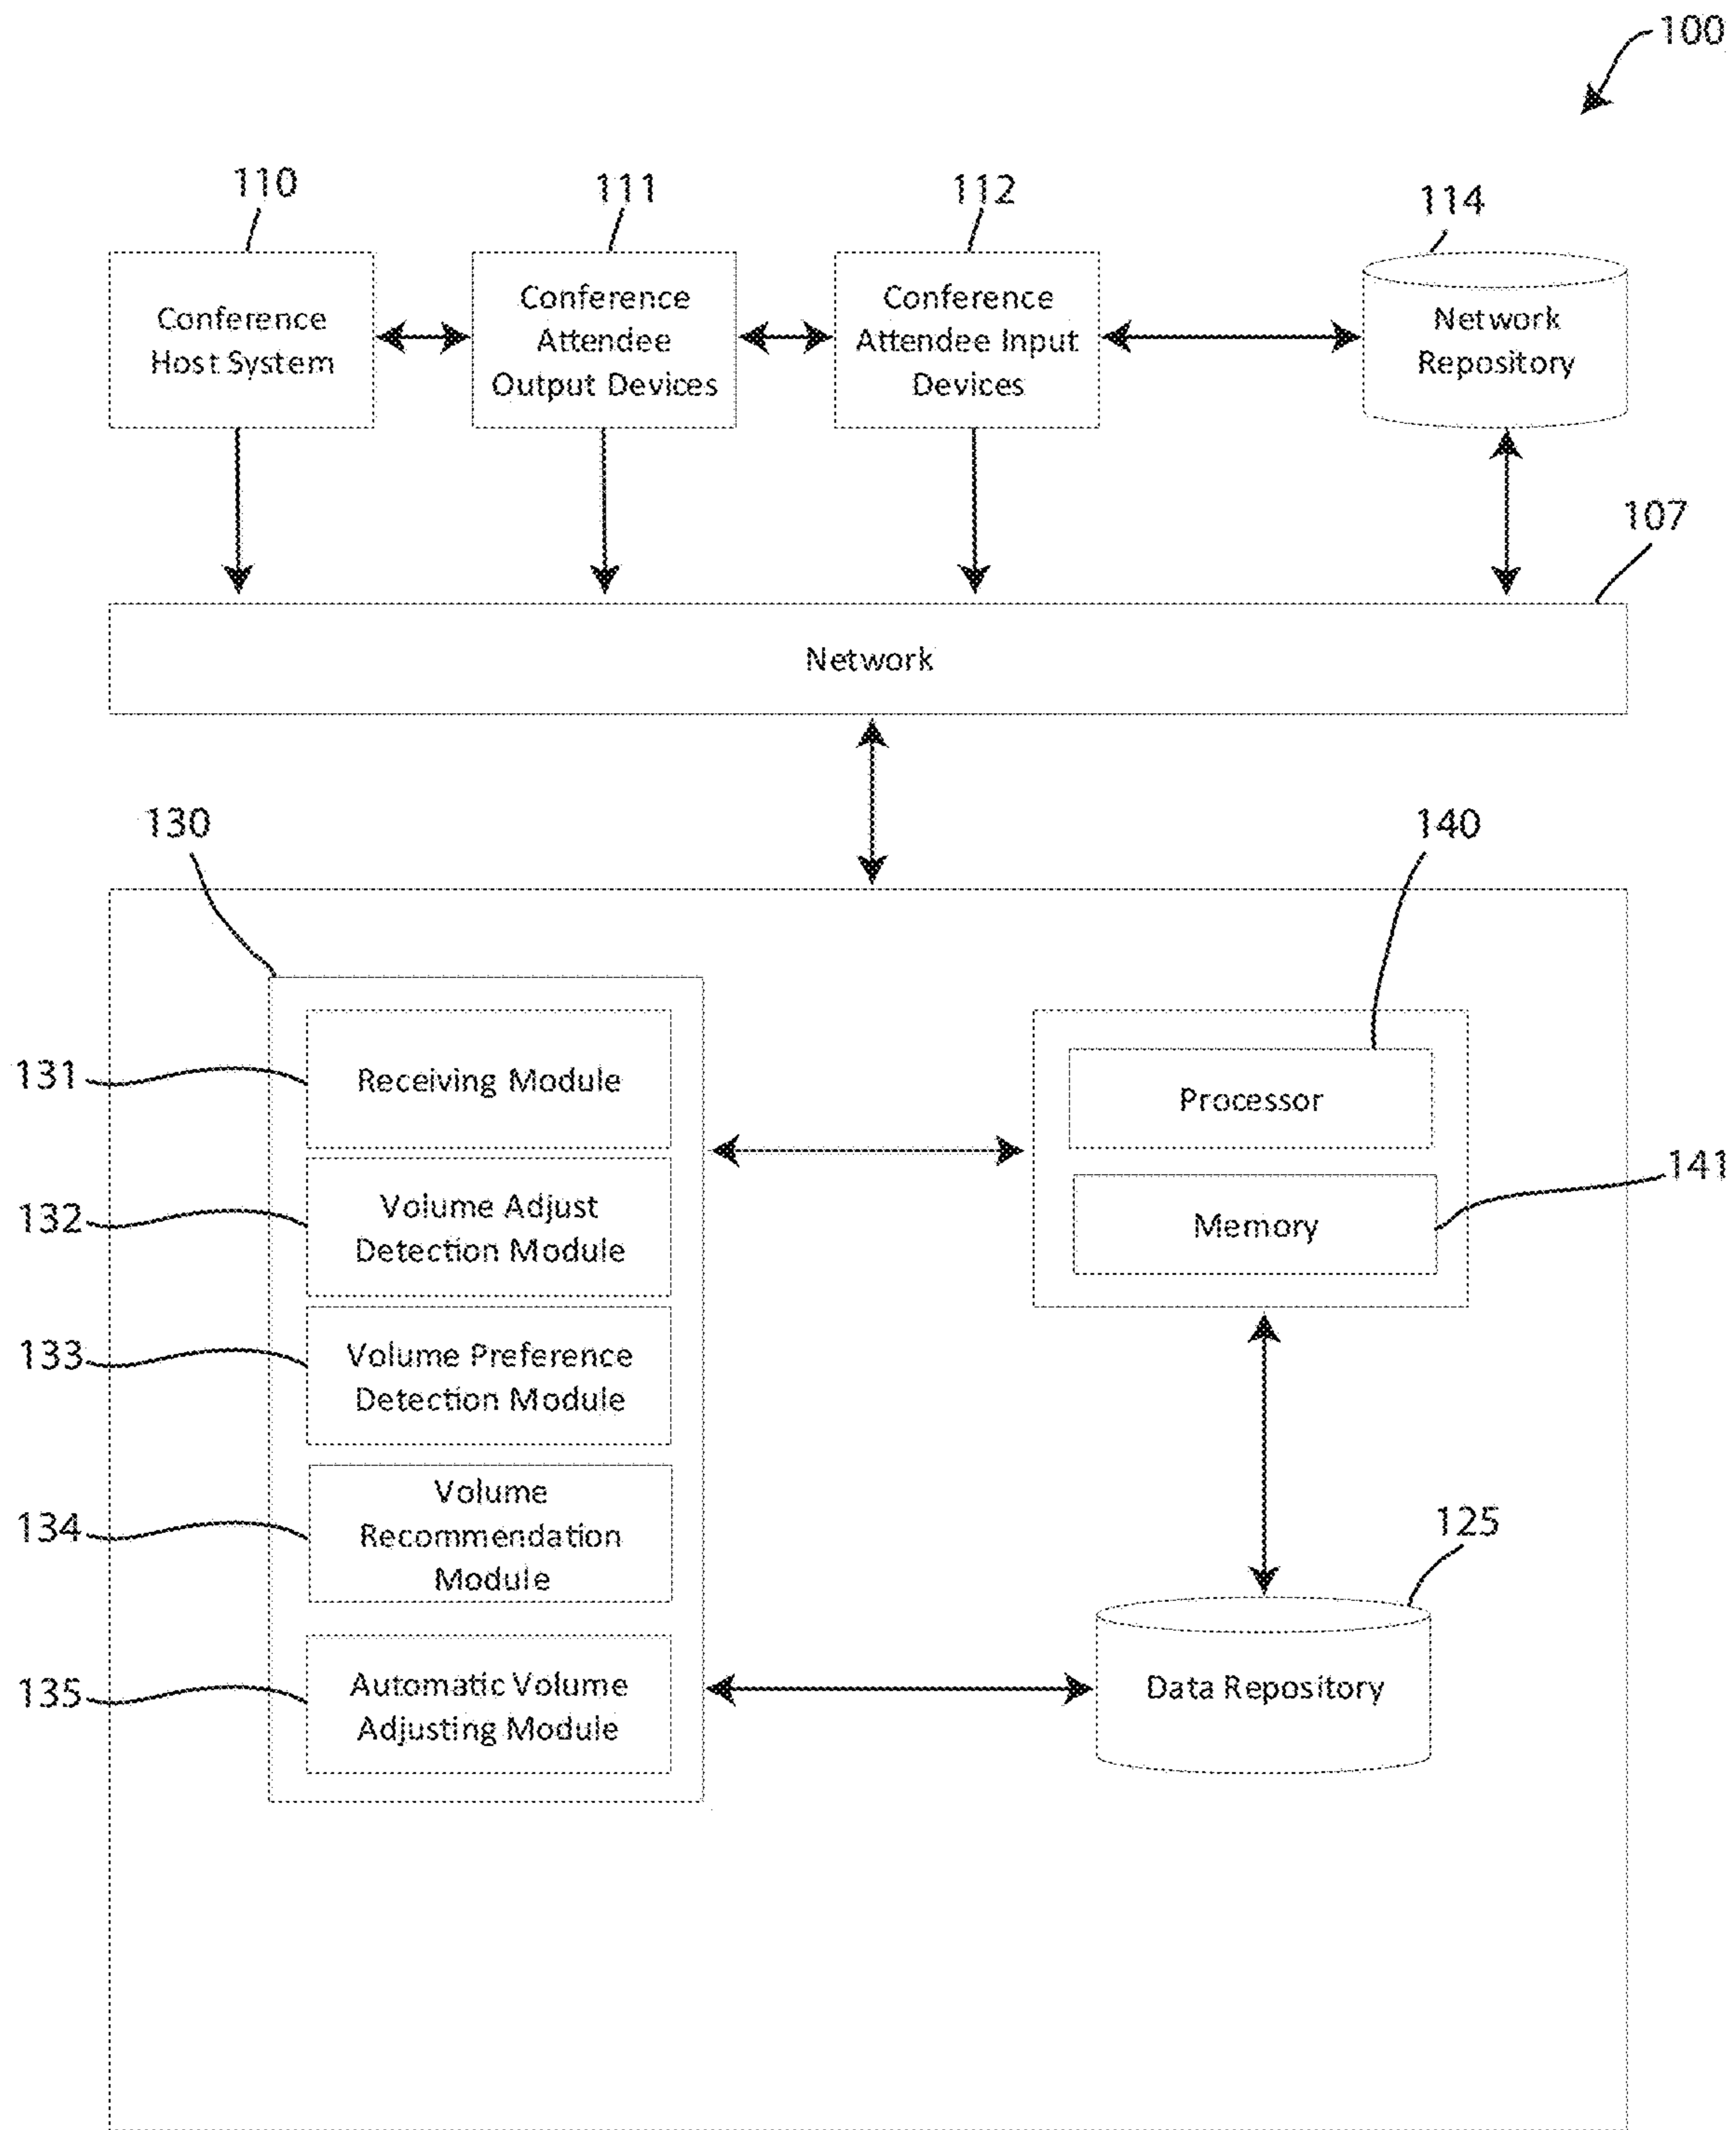 100
110
111
112
114
Conference
Host System
Conference
Attendee
Output Devices
Conference
Attendee Input
Devices
Network
Repository
107
Network
130
140
131
Receiving Module
Processor
141
132
Volume Adjust
Detection Module
Memory
133
Volume Preference
Detection Module
134
Volume
Recommendation
Module
125
135
Automatic Volume
Adjusting Module
Data Repository